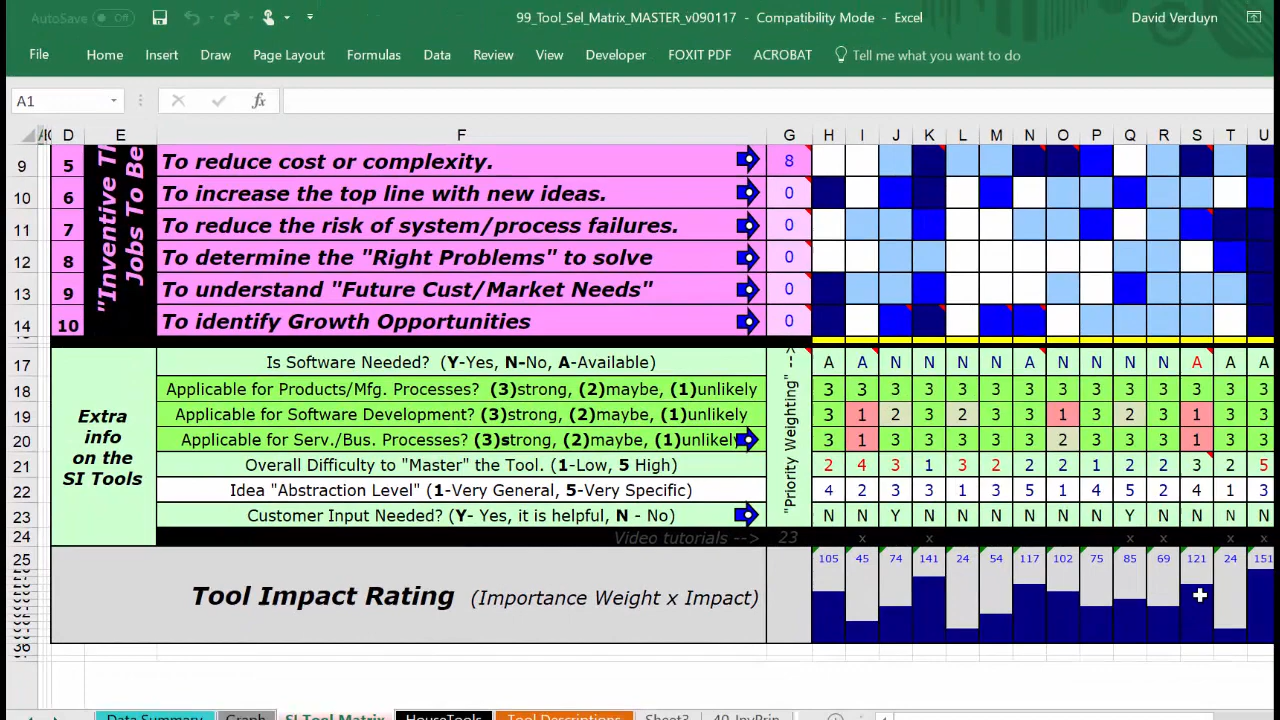 AutoSave Off 99_Tool_Sel_Matrix_MASTER_v090117 - Compatibility Mode - Excel David Verduyn
File Home Insert Draw Page Layout Formulas Data Review View Developer FOXIT PDF ACROBAT Tell me what you want to do
A1 fx
D E F G H I J K L M N O P Q R S T U
9 5 To reduce cost or complexity. 8
10 6 To increase the top line with new ideas. 0
11 7 To reduce the risk of system/process failures. 0
12 8 To determine the "Right Problems" to solve 0
13 9 To understand "Future Cust/Market Needs" 0
14 10 To identify Growth Opportunities 0
"Inventive
Jobs To Be
17 Is Software Needed? (Y-Yes, N-No, A-Available) A A N N N N N N N N N A A A
18 Applicable for Products/Mfg. Processes? (3)strong, (2)maybe, (1)unlikely 3 3 3 3 3 3 3 3 3 3 3 3 3 3
19 Applicable for Software Development? (3)strong, (2)maybe, (1)unlikely 3 1 2 3 2 3 3 1 3 2 3 1 3 3
20 Applicable for Serv./Bus. Processes? (3)strong, (2)maybe, (1)unlikely 3 1 3 3 3 3 3 2 3 3 3 1 3 3
21 Overall Difficulty to "Master" the Tool. (1-Low, 5 High) 2 4 3 1 3 2 2 2 1 2 2 3 2 5
22 Idea "Abstraction Level" (1-Very General, 5-Very Specific) 4 2 3 3 1 3 5 1 4 5 2 4 1 3
23 Customer Input Needed? (Y- Yes, it is helpful, N - No) N N Y N N N N N N Y N N N N
Extra
info
on the
SI Tools
"Priority Weighting" -->
24 Video tutorials --> 23 x x x x x x
25 105 45 74 141 24 54 117 102 75 85 69 121 24 151
Tool Impact Rating (Importance Weight x Impact)
36
Data Summary Graph SI Tool Matrix HouseTools Tool Descriptions Sheet3 40-InvPrin